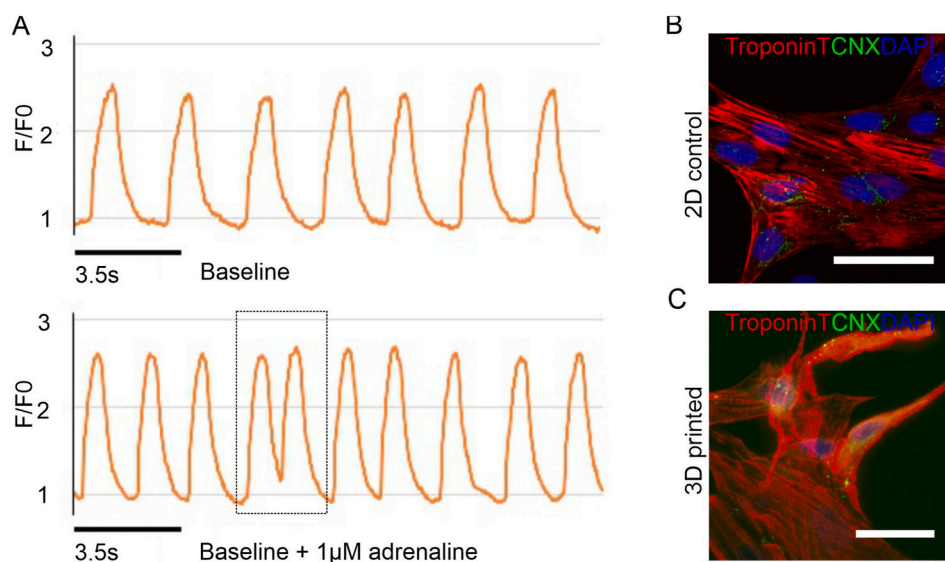 A
3
2
1
F/F0
3.5s
Baseline
3
2
1
F/F0
3.5s
Baseline + 1µM adrenaline
B
TroponinTCNXDAPI
2D control
C
TroponinTCNXDAPI
3D printed